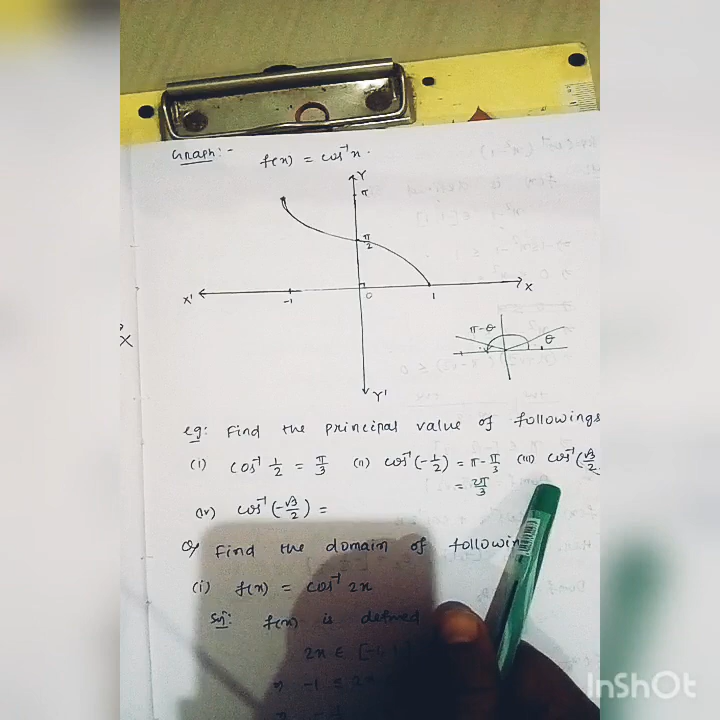 Graph:- f(x) = cos⁻¹x.
Y
π
π/2
X' -1 0 1 X
π-θ θ
Y'
X
eg: Find the principal value of followings
(i) cos⁻¹ 1/2 = π/3 (ii) cos⁻¹(-1/2) = π - π/3 (iii) cos⁻¹(√3/2
= 2π/3
(iv) cos⁻¹(-√3/2) =
Q Find the domain of
(i) f(x) = cos⁻¹ 2x
Sol: f(x) is defined
2x ∈ [-1,
-1 ≤ 2x
InShOt